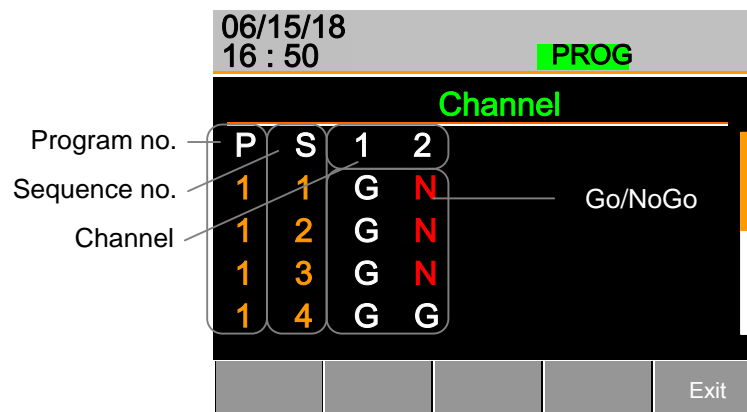 06/15/18
16 : 50
PROG
Channel
Program no.
P S 1 2
Sequence no.
1 1 G N
Go/NoGo
Channel
1 2 G N
1 3 G N
1 4 G G
Exit